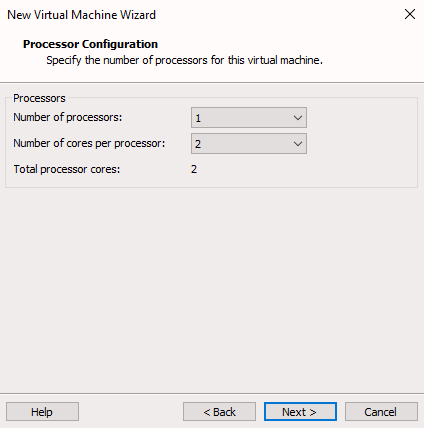 New Virtual Machine Wizard
Processor Configuration
Specify the number of processors for this virtual machine.
Processors
Number of processors: 1
Number of cores per processor: 2
Total processor cores: 2
Help < Back Next > Cancel